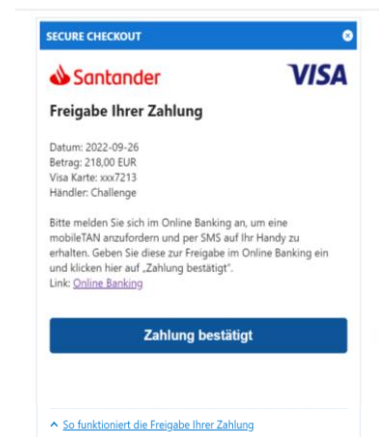 SECURE CHECKOUT
Santander
VISA
Freigabe Ihrer Zahlung
Datum: 2022-09-26
Betrag: 218,00 EUR
Visa Karte: xxx7213
Händler: Challenge
Bitte melden Sie sich im Online Banking an, um eine
mobileTAN anzufordern und per SMS auf Ihr Handy zu
erhalten. Geben Sie diese zur Freigabe im Online Banking ein
und klicken hier auf „Zahlung bestätigt".
Link: Online Banking
Zahlung bestätigt
So funktioniert die Freigabe Ihrer Zahlung